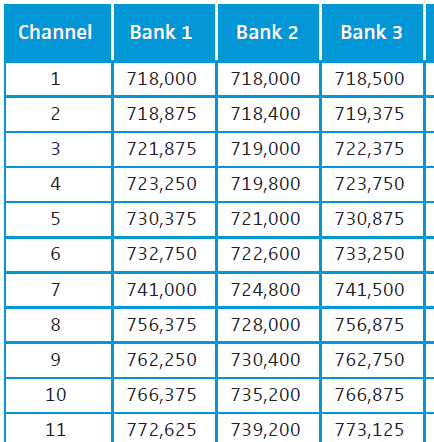 Channel Bank 1 Bank 2 Bank 3
1 718,000 718,000 718,500
2 718,875 718,400 719,375
3 721,875 719,000 722,375
4 723,250 719,800 723,750
5 730,375 721,000 730,875
6 732,750 722,600 733,250
7 741,000 724,800 741,500
8 756,375 728,000 756,875
9 762,250 730,400 762,750
10 766,375 735,200 766,875
11 772,625 739,200 773,125